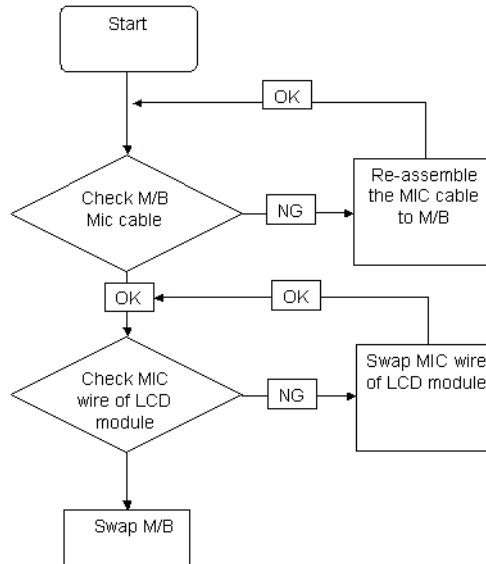 Start
OK
Check M/B
Mic cable
NG
Re-assemble
the MIC cable
to M/B
OK
OK
Check MIC
wire of LCD
module
NG
Swap MIC wire
of LCD module
Swap M/B